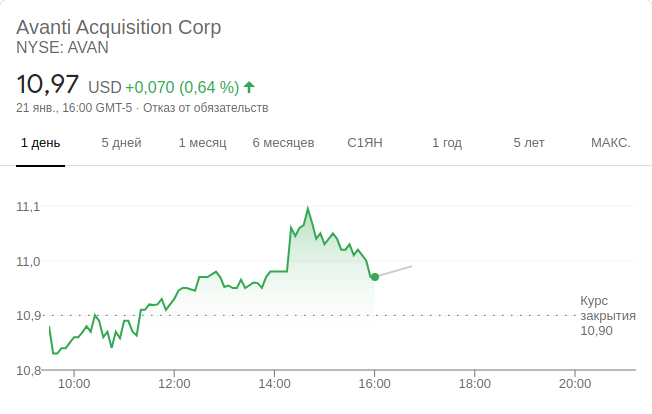 Avanti Acquisition Corp
NYSE: AVAN
10,97 USD +0,070 (0,64 %)
21 янв., 16:00 GMT-5 · Отказ от обязательств
1 день 5 дней 1 месяц 6 месяцев С1ЯН 1 год 5 лет МАКС.
11,1
11,0
Курс
10,9 закрытия
10,90
10,8
10:00 12:00 14:00 16:00 18:00 20:00